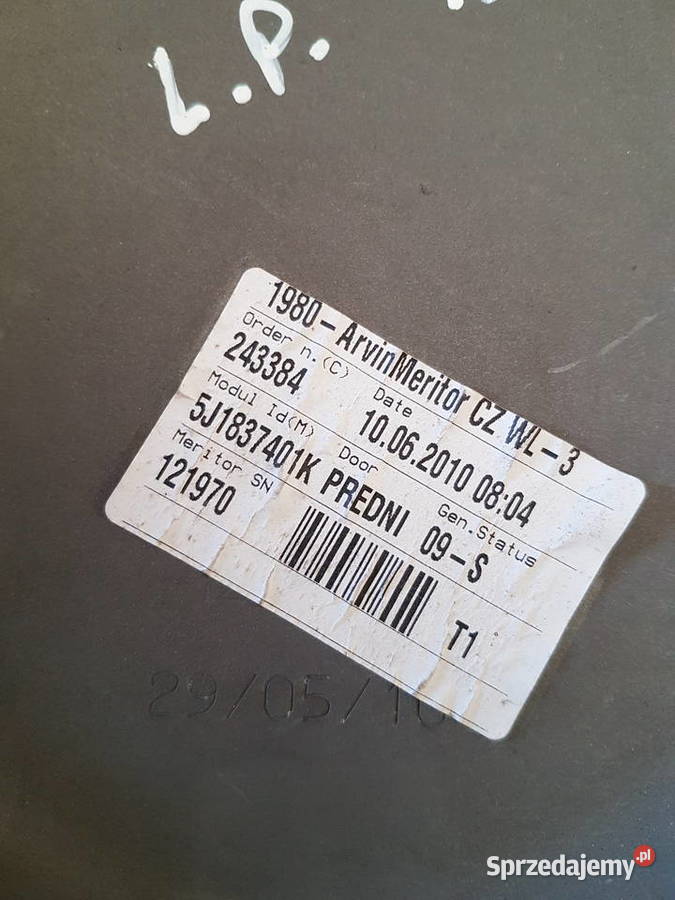 L.P.
1980-ArvinMeritor CZ WL-3
Order n.(C) Date
243384 10.06.2010 08:04
Modul Id(M) Door Gen.Status
5J1837401K PREDNI 09-S
Meritor SN
121970 T1
29/05/10
Sprzedajemy.pl